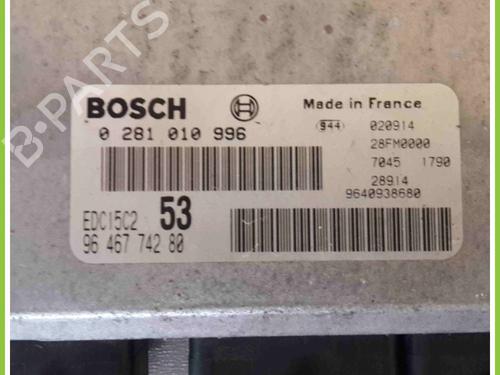 B-PARTS
BOSCH
Made in France
0 281 010 996
944 020914
28FM0000
7045 1790
28914
9640938680
EDC15C2 53
96 467 742 80